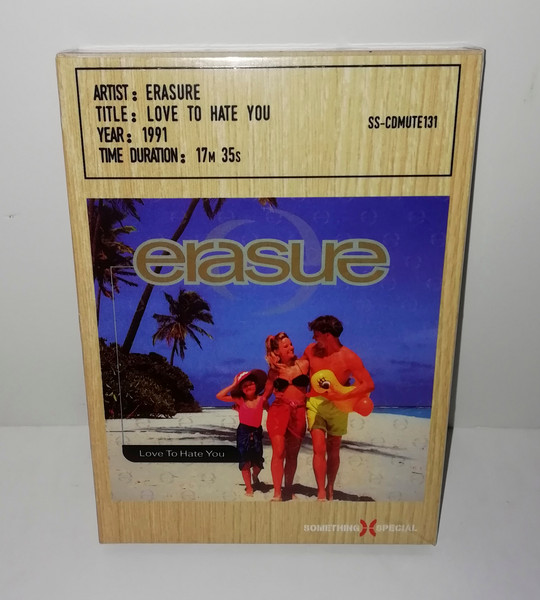 ARTIST: ERASURE
TITLE: LOVE TO HATE YOU
YEAR: 1991
TIME DURATION: 17M 35S
SS-CDMUTE131
erasure
Love To Hate You
SOMETHING SPECIAL